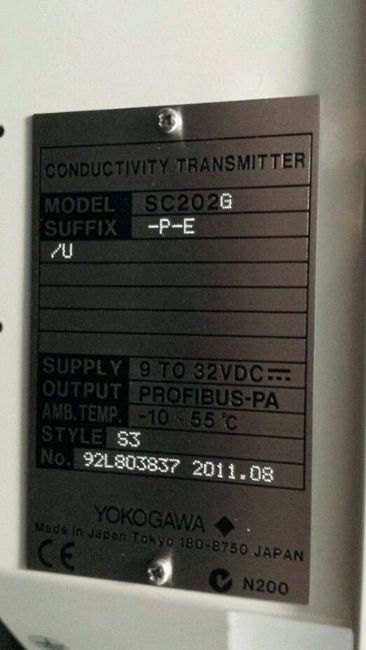 CONDUCTIVITY TRANSMITTER
MODEL SC202G
SUFFIX -P-E
/U
SUPPLY 9 TO 32VDC
OUTPUT PROFIBUS-PA
AMB.TEMP. -10 ~ 55 ℃
STYLE S3
No. 92L803837 2011.08
YOKOGAWA
Made in Japan Tokyo 180-8750 JAPAN
CE
N200